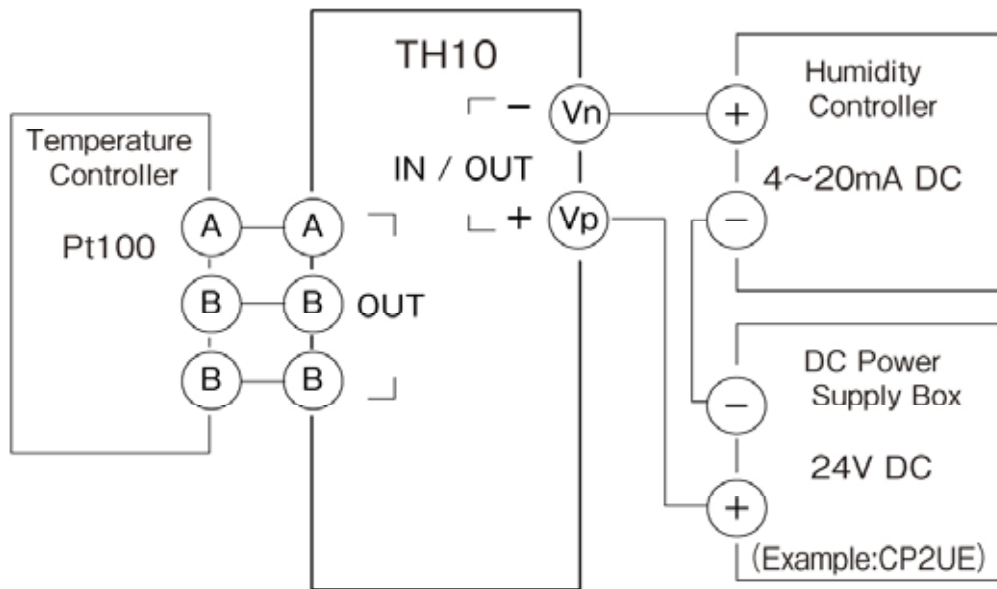 TH10
Temperature
Controller
Pt100
A
B
B
A
B
B
OUT
−
IN / OUT
+
Vn
Vp
Humidity
Controller
4～20mA DC
+
−
DC Power
Supply Box
24V DC
−
+
(Example:CP2UE)